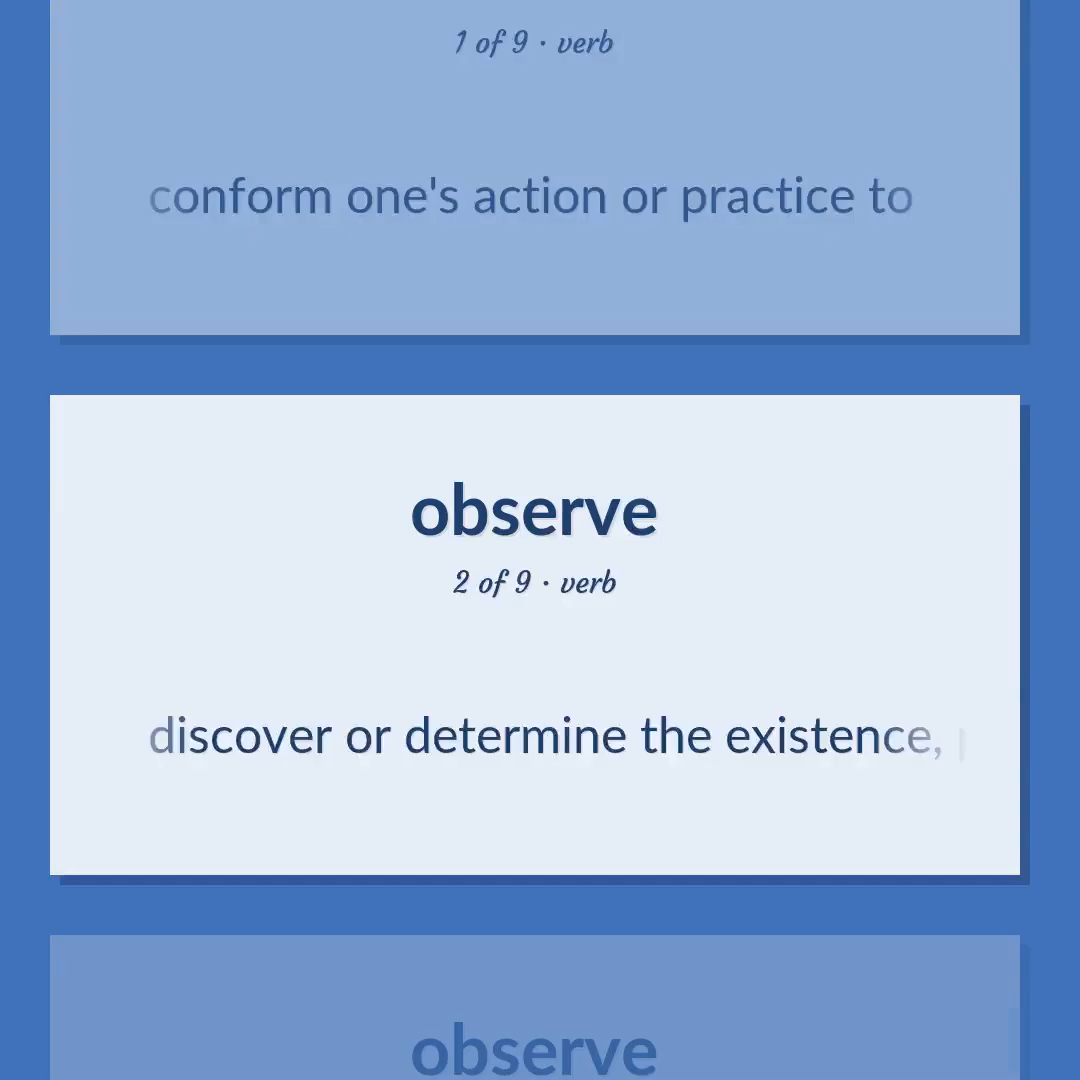 1 of 9 · verb
conform one's action or practice to
observe
2 of 9 · verb
discover or determine the existence,
observe